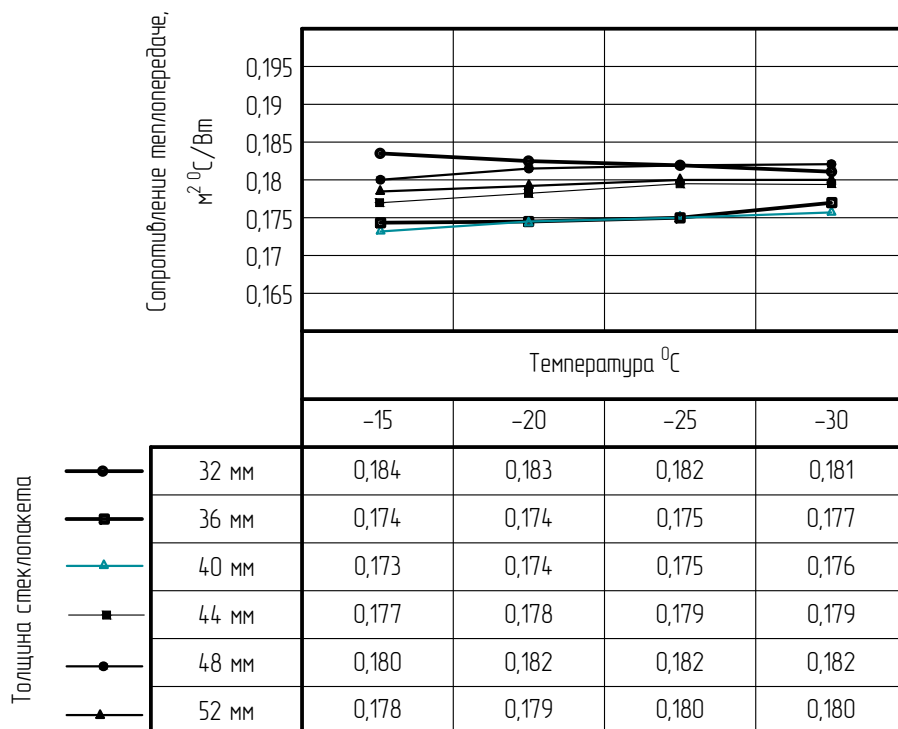 Сопротивление теплопередаче,
м² ⁰С/Вт
0,195
0,19
0,185
0,18
0,175
0,17
0,165
Температура ⁰С
-15 -20 -25 -30
Толщина стеклопакета
32 мм 0,184 0,183 0,182 0,181
36 мм 0,174 0,174 0,175 0,177
40 мм 0,173 0,174 0,175 0,176
44 мм 0,177 0,178 0,179 0,179
48 мм 0,180 0,182 0,182 0,182
52 мм 0,178 0,179 0,180 0,180